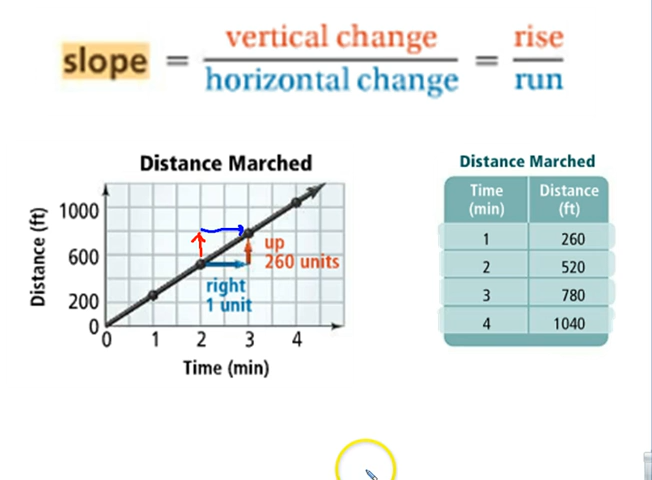 slope = vertical change / horizontal change = rise / run
Distance Marched
Distance (ft)
1000
600
200
0
0 1 2 3 4
Time (min)
up
260 units
right
1 unit
Distance Marched
Time (min) Distance (ft)
1 260
2 520
3 780
4 1040